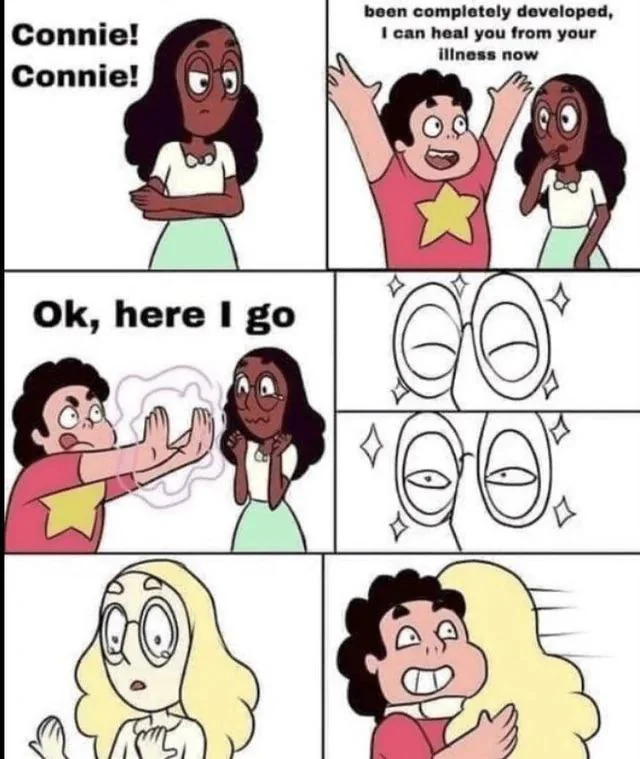 Connie!
Connie!
been completely developed,
I can heal you from your
illness now
Ok, here I go